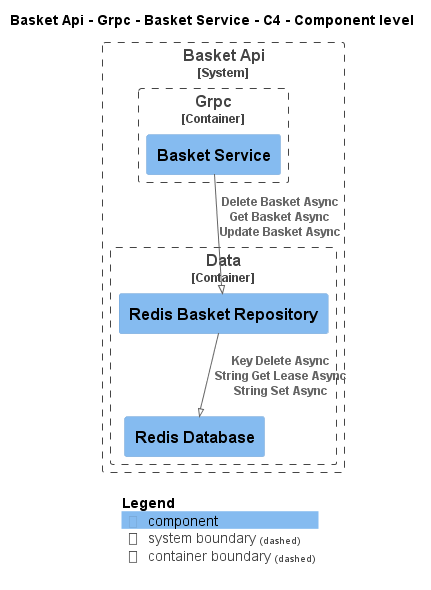 Basket Api - Grpc - Basket Service - C4 - Component level
Basket Api
[System]
Grpc
[Container]
Basket Service
Delete Basket Async
Get Basket Async
Update Basket Async
Data
[Container]
Redis Basket Repository
Key Delete Async
String Get Lease Async
String Set Async
Redis Database
Legend
component
system boundary (dashed)
container boundary (dashed)